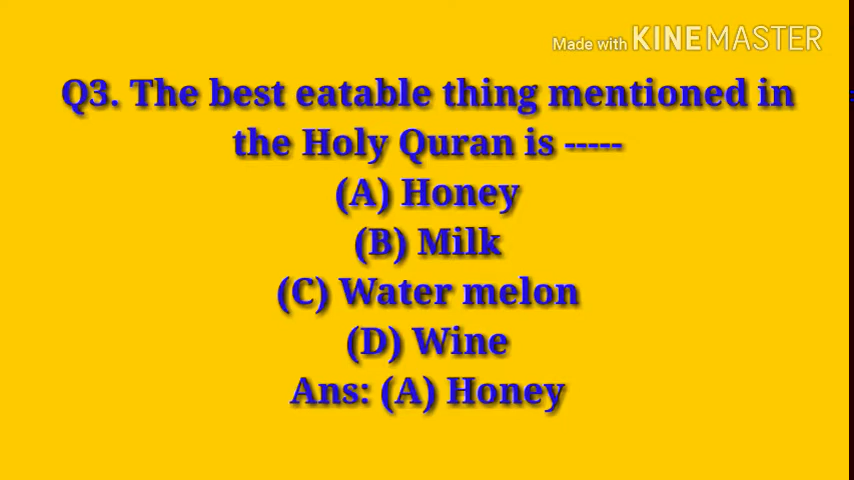 Made with KINEMASTER
Q3. The best eatable thing mentioned in
the Holy Quran is -----
(A) Honey
(B) Milk
(C) Water melon
(D) Wine
Ans: (A) Honey